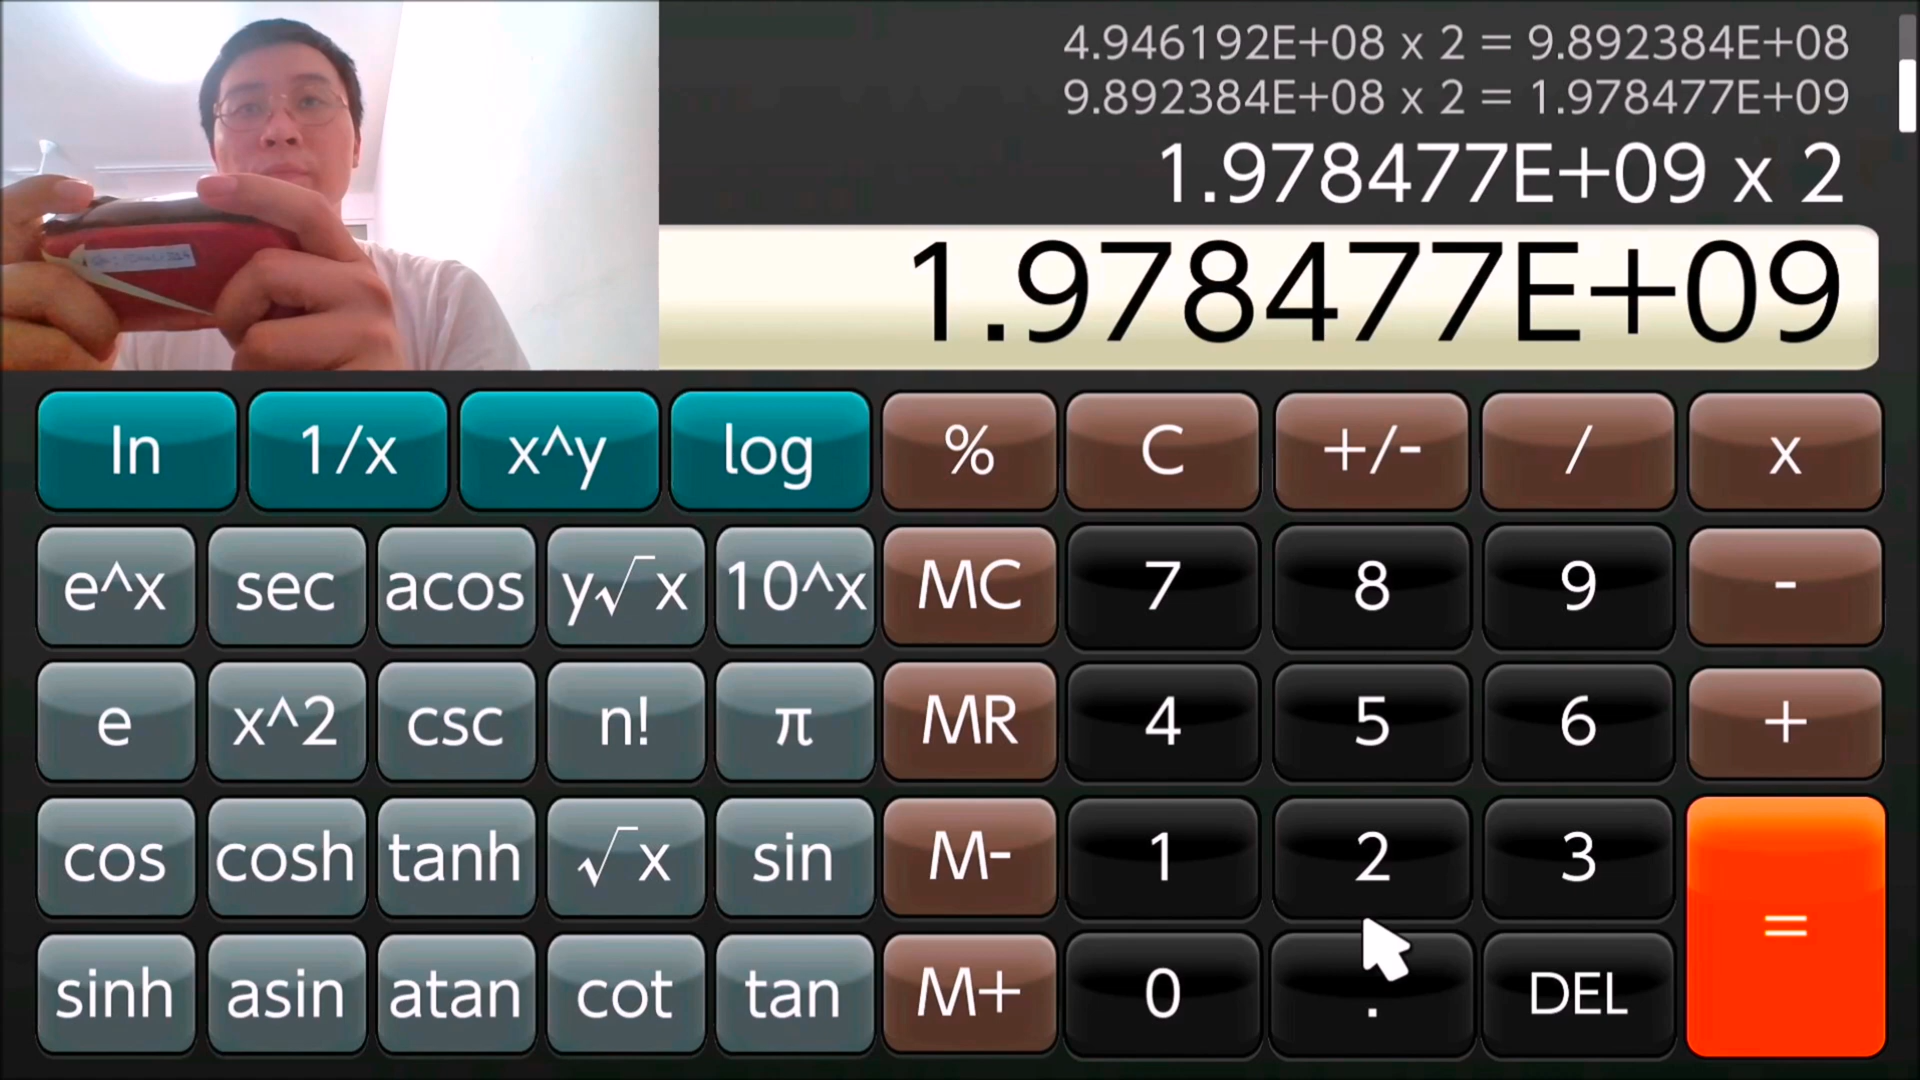 4.946192E+08 x 2 = 9.892384E+08
9.892384E+08 x 2 = 1.978477E+09
1.978477E+09 x 2
1.978477E+09
ln 1/x x^y log % C +/- / x
e^x sec acos y√x 10^x MC 7 8 9 -
e x^2 csc n! π MR 4 5 6 +
cos cosh tanh √x sin M- 1 2 3 =
sinh asin atan cot tan M+ 0 . DEL